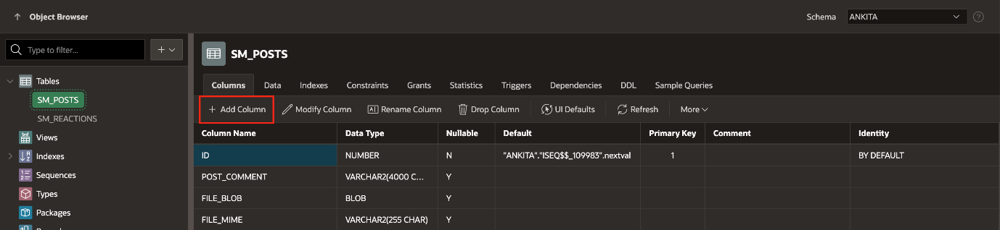 Object Browser
Schema ANKITA
Type to filter...
Tables
SM_POSTS
SM_REACTIONS
Views
Indexes
Sequences
Types
Packages
SM_POSTS
Columns Data Indexes Constraints Grants Statistics Triggers Dependencies DDL Sample Queries
Add Column Modify Column Rename Column Drop Column UI Defaults Refresh More
Column Name Data Type Nullable Default Primary Key Comment Identity
ID NUMBER N "ANKITA"."ISEQ$$_109983".nextval 1 BY DEFAULT
POST_COMMENT VARCHAR2(4000 C... Y
FILE_BLOB BLOB Y
FILE_MIME VARCHAR2(255 CHAR) Y